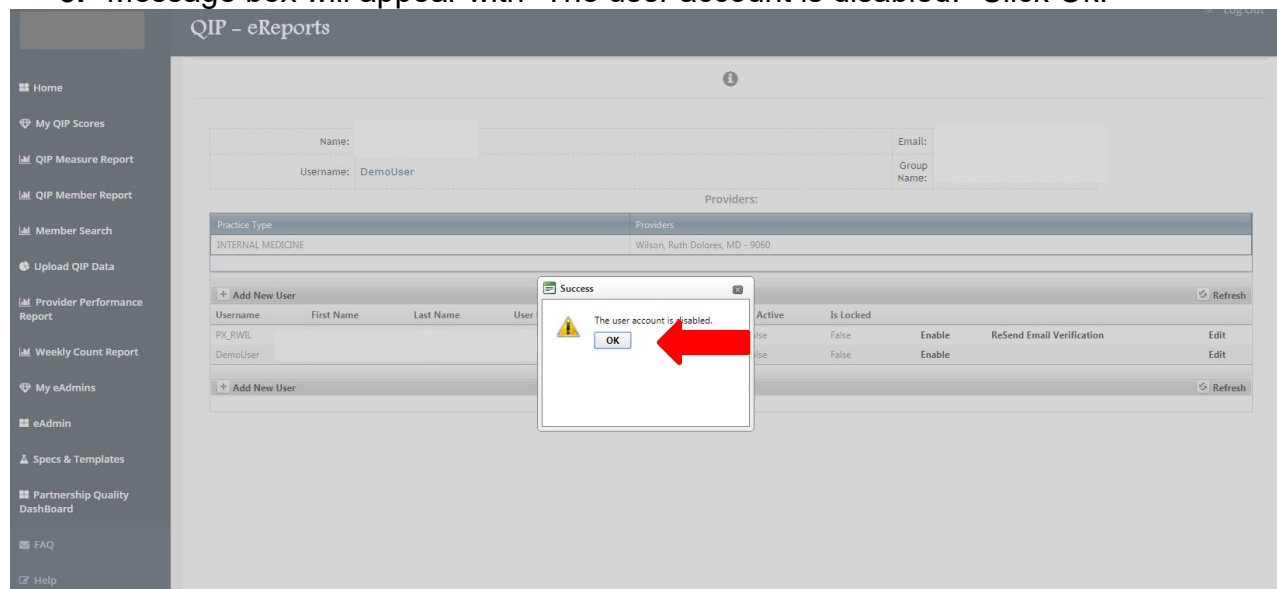 Message box will appear with "The user account is disabled." Click OK.
Log Out
QIP – eReports
Home
My QIP Scores
QIP Measure Report
QIP Member Report
Member Search
Upload QIP Data
Provider Performance
Report
Weekly Count Report
My eAdmins
eAdmin
Specs & Templates
Partnership Quality
DashBoard
FAQ
Help
Name:
Email:
Username: DemoUser
Group
Name:
Providers:
Practice Type Providers
INTERNAL MEDICINE Wilson, Ruth Dolores, MD - 9060
+ Add New User Refresh
Username First Name Last Name User Active Is Locked
PX_RWIL False Enable ReSend Email Verification Edit
DemoUser False Enable Edit
+ Add New User Refresh
Success
The user account is disabled.
OK